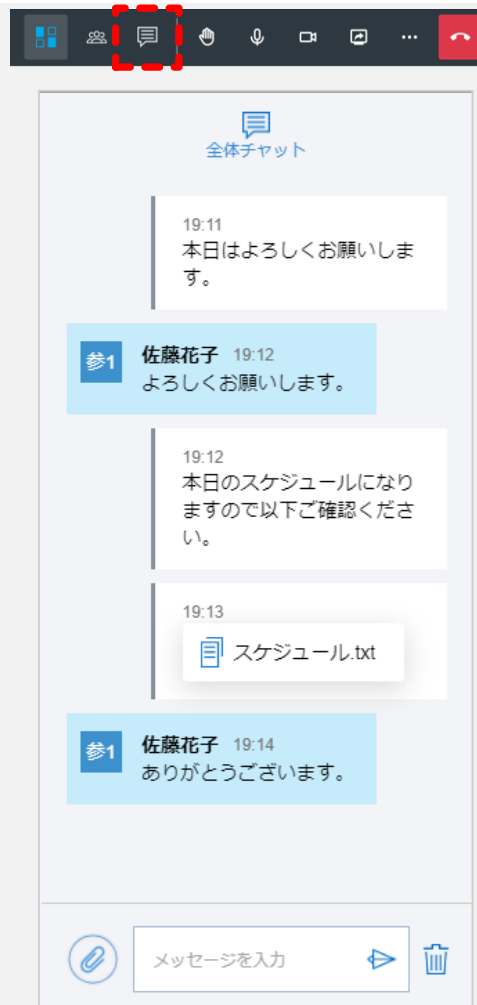 全体チャット
19:11
本日はよろしくお願いしま
す。
参1
佐藤花子 19:12
よろしくお願いします。
19:12
本日のスケジュールになり
ますので以下ご確認くださ
い。
19:13
スケジュール.txt
参1
佐藤花子 19:14
ありがとうございます。
メッセージを入力